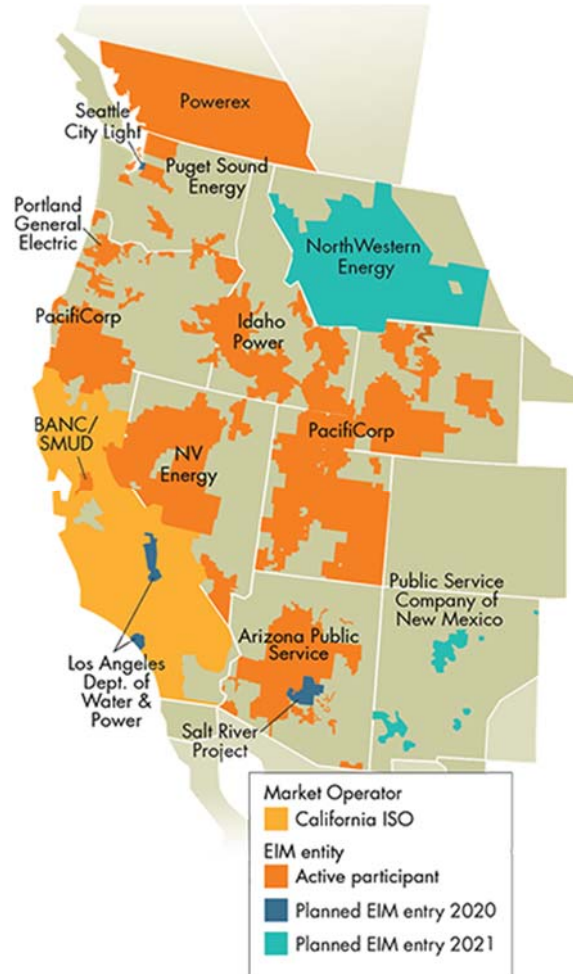 Powerex
Seattle
City Light
Puget Sound
Energy
Portland
General
Electric
NorthWestern
Energy
PacifiCorp
Idaho
Power
BANC/
SMUD
NV
Energy
PacifiCorp
Public Service
Company of
New Mexico
Arizona Public
Service
Los Angeles
Dept. of
Water &
Power
Salt River
Project
Market Operator
California ISO
EIM entity
Active participant
Planned EIM entry 2020
Planned EIM entry 2021